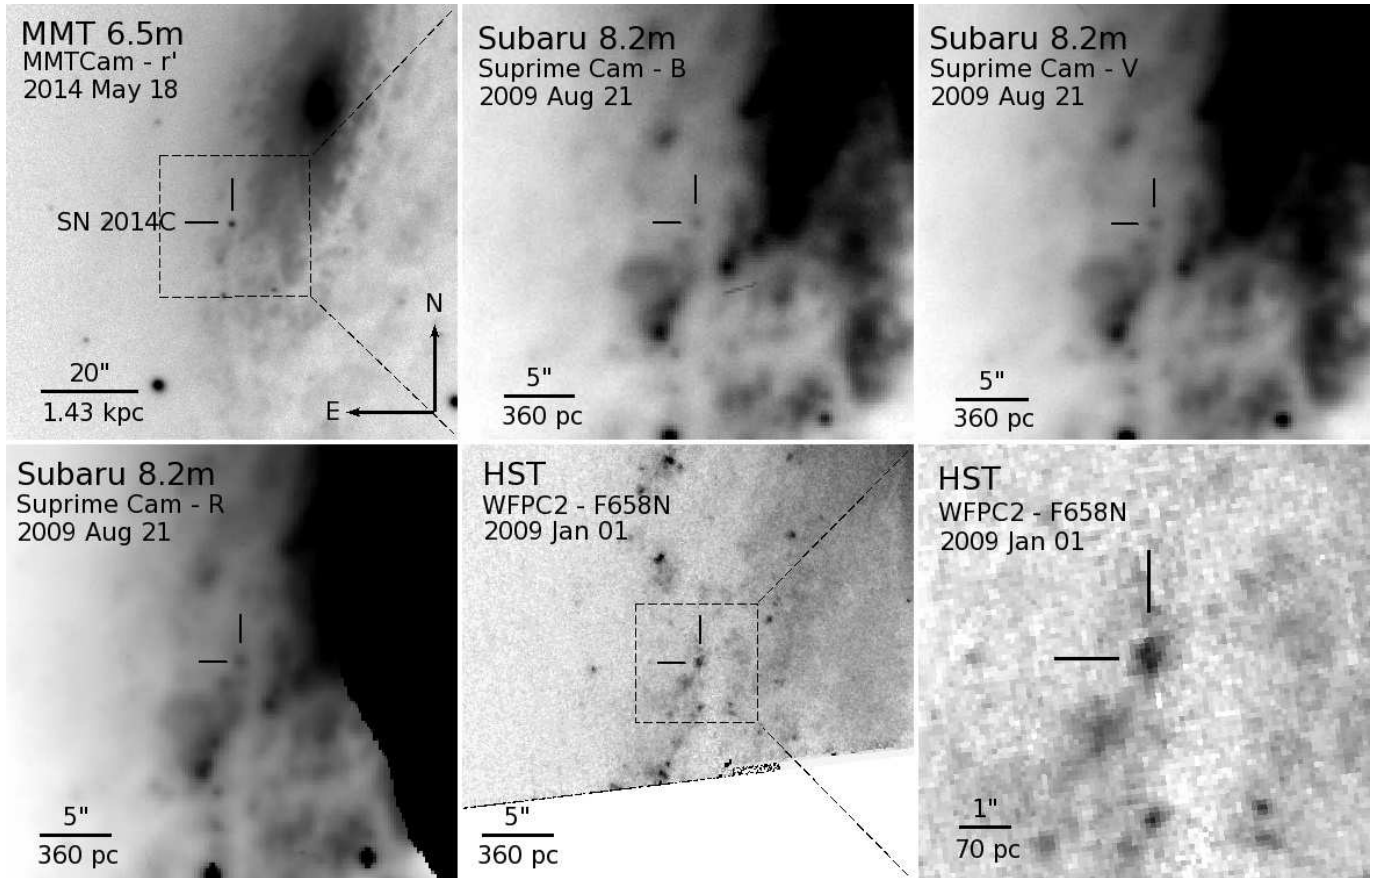 MMT 6.5m
MMTCam - r'
2014 May 18
SN 2014C
N
E
20"
1.43 kpc
Subaru 8.2m
Suprime Cam - B
2009 Aug 21
5"
360 pc
Subaru 8.2m
Suprime Cam - V
2009 Aug 21
5"
360 pc
Subaru 8.2m
Suprime Cam - R
2009 Aug 21
5"
360 pc
HST
WFPC2 - F658N
2009 Jan 01
5"
360 pc
HST
WFPC2 - F658N
2009 Jan 01
1"
70 pc